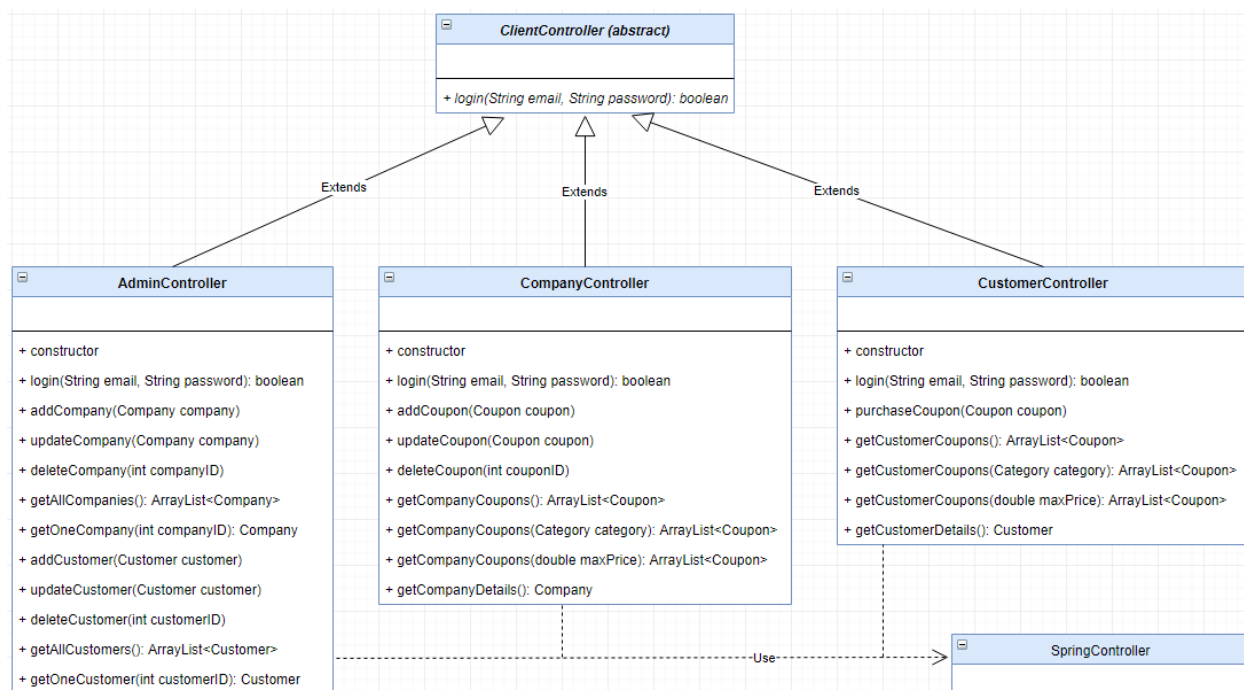 ClientController (abstract)
+ login(String email, String password): boolean
Extends
Extends
Extends
AdminController
+ constructor
+ login(String email, String password): boolean
+ addCompany(Company company)
+ updateCompany(Company company)
+ deleteCompany(int companyID)
+ getAllCompanies(): ArrayList<Company>
+ getOneCompany(int companyID): Company
+ addCustomer(Customer customer)
+ updateCustomer(Customer customer)
+ deleteCustomer(int customerID)
+ getAllCustomers(): ArrayList<Customer>
+ getOneCustomer(int customerID): Customer
CompanyController
+ constructor
+ login(String email, String password): boolean
+ addCoupon(Coupon coupon)
+ updateCoupon(Coupon coupon)
+ deleteCoupon(int couponID)
+ getCompanyCoupons(): ArrayList<Coupon>
+ getCompanyCoupons(Category category): ArrayList<Coupon>
+ getCompanyCoupons(double maxPrice): ArrayList<Coupon>
+ getCompanyDetails(): Company
CustomerController
+ constructor
+ login(String email, String password): boolean
+ purchaseCoupon(Coupon coupon)
+ getCustomerCoupons(): ArrayList<Coupon>
+ getCustomerCoupons(Category category): ArrayList<Coupon>
+ getCustomerCoupons(double maxPrice): ArrayList<Coupon>
+ getCustomerDetails(): Customer
Use
SpringController